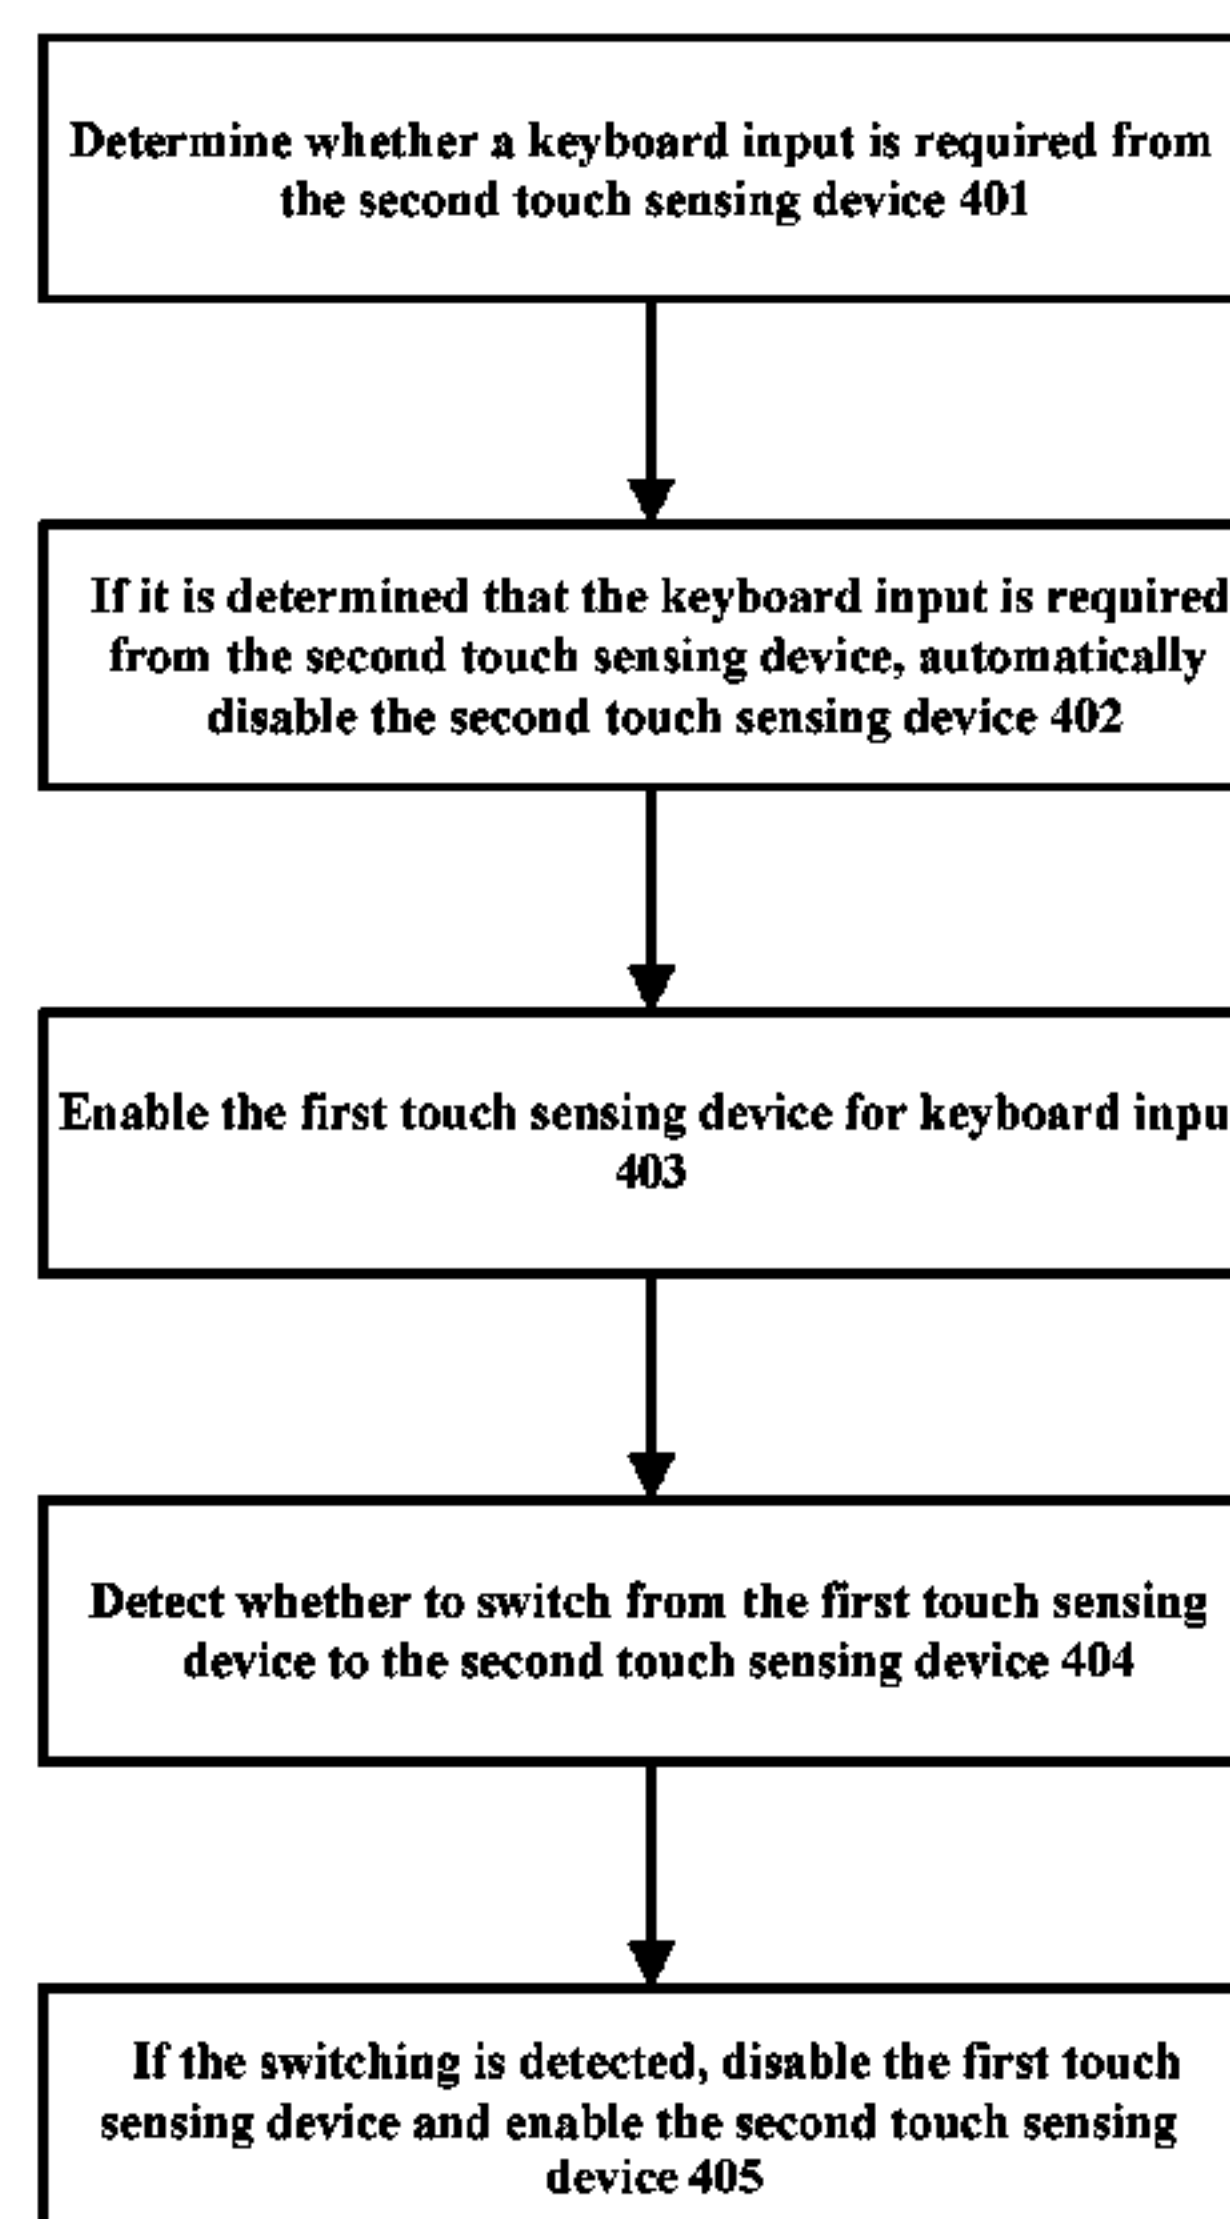 Determine whether a keyboard input is required from
the second touch sensing device 401
If it is determined that the keyboard input is required
from the second touch sensing device, automatically
disable the second touch sensing device 402
Enable the first touch sensing device for keyboard inpu
403
Detect whether to switch from the first touch sensing
device to the second touch sensing device 404
If the switching is detected, disable the first touch
sensing device and enable the second touch sensing
device 405